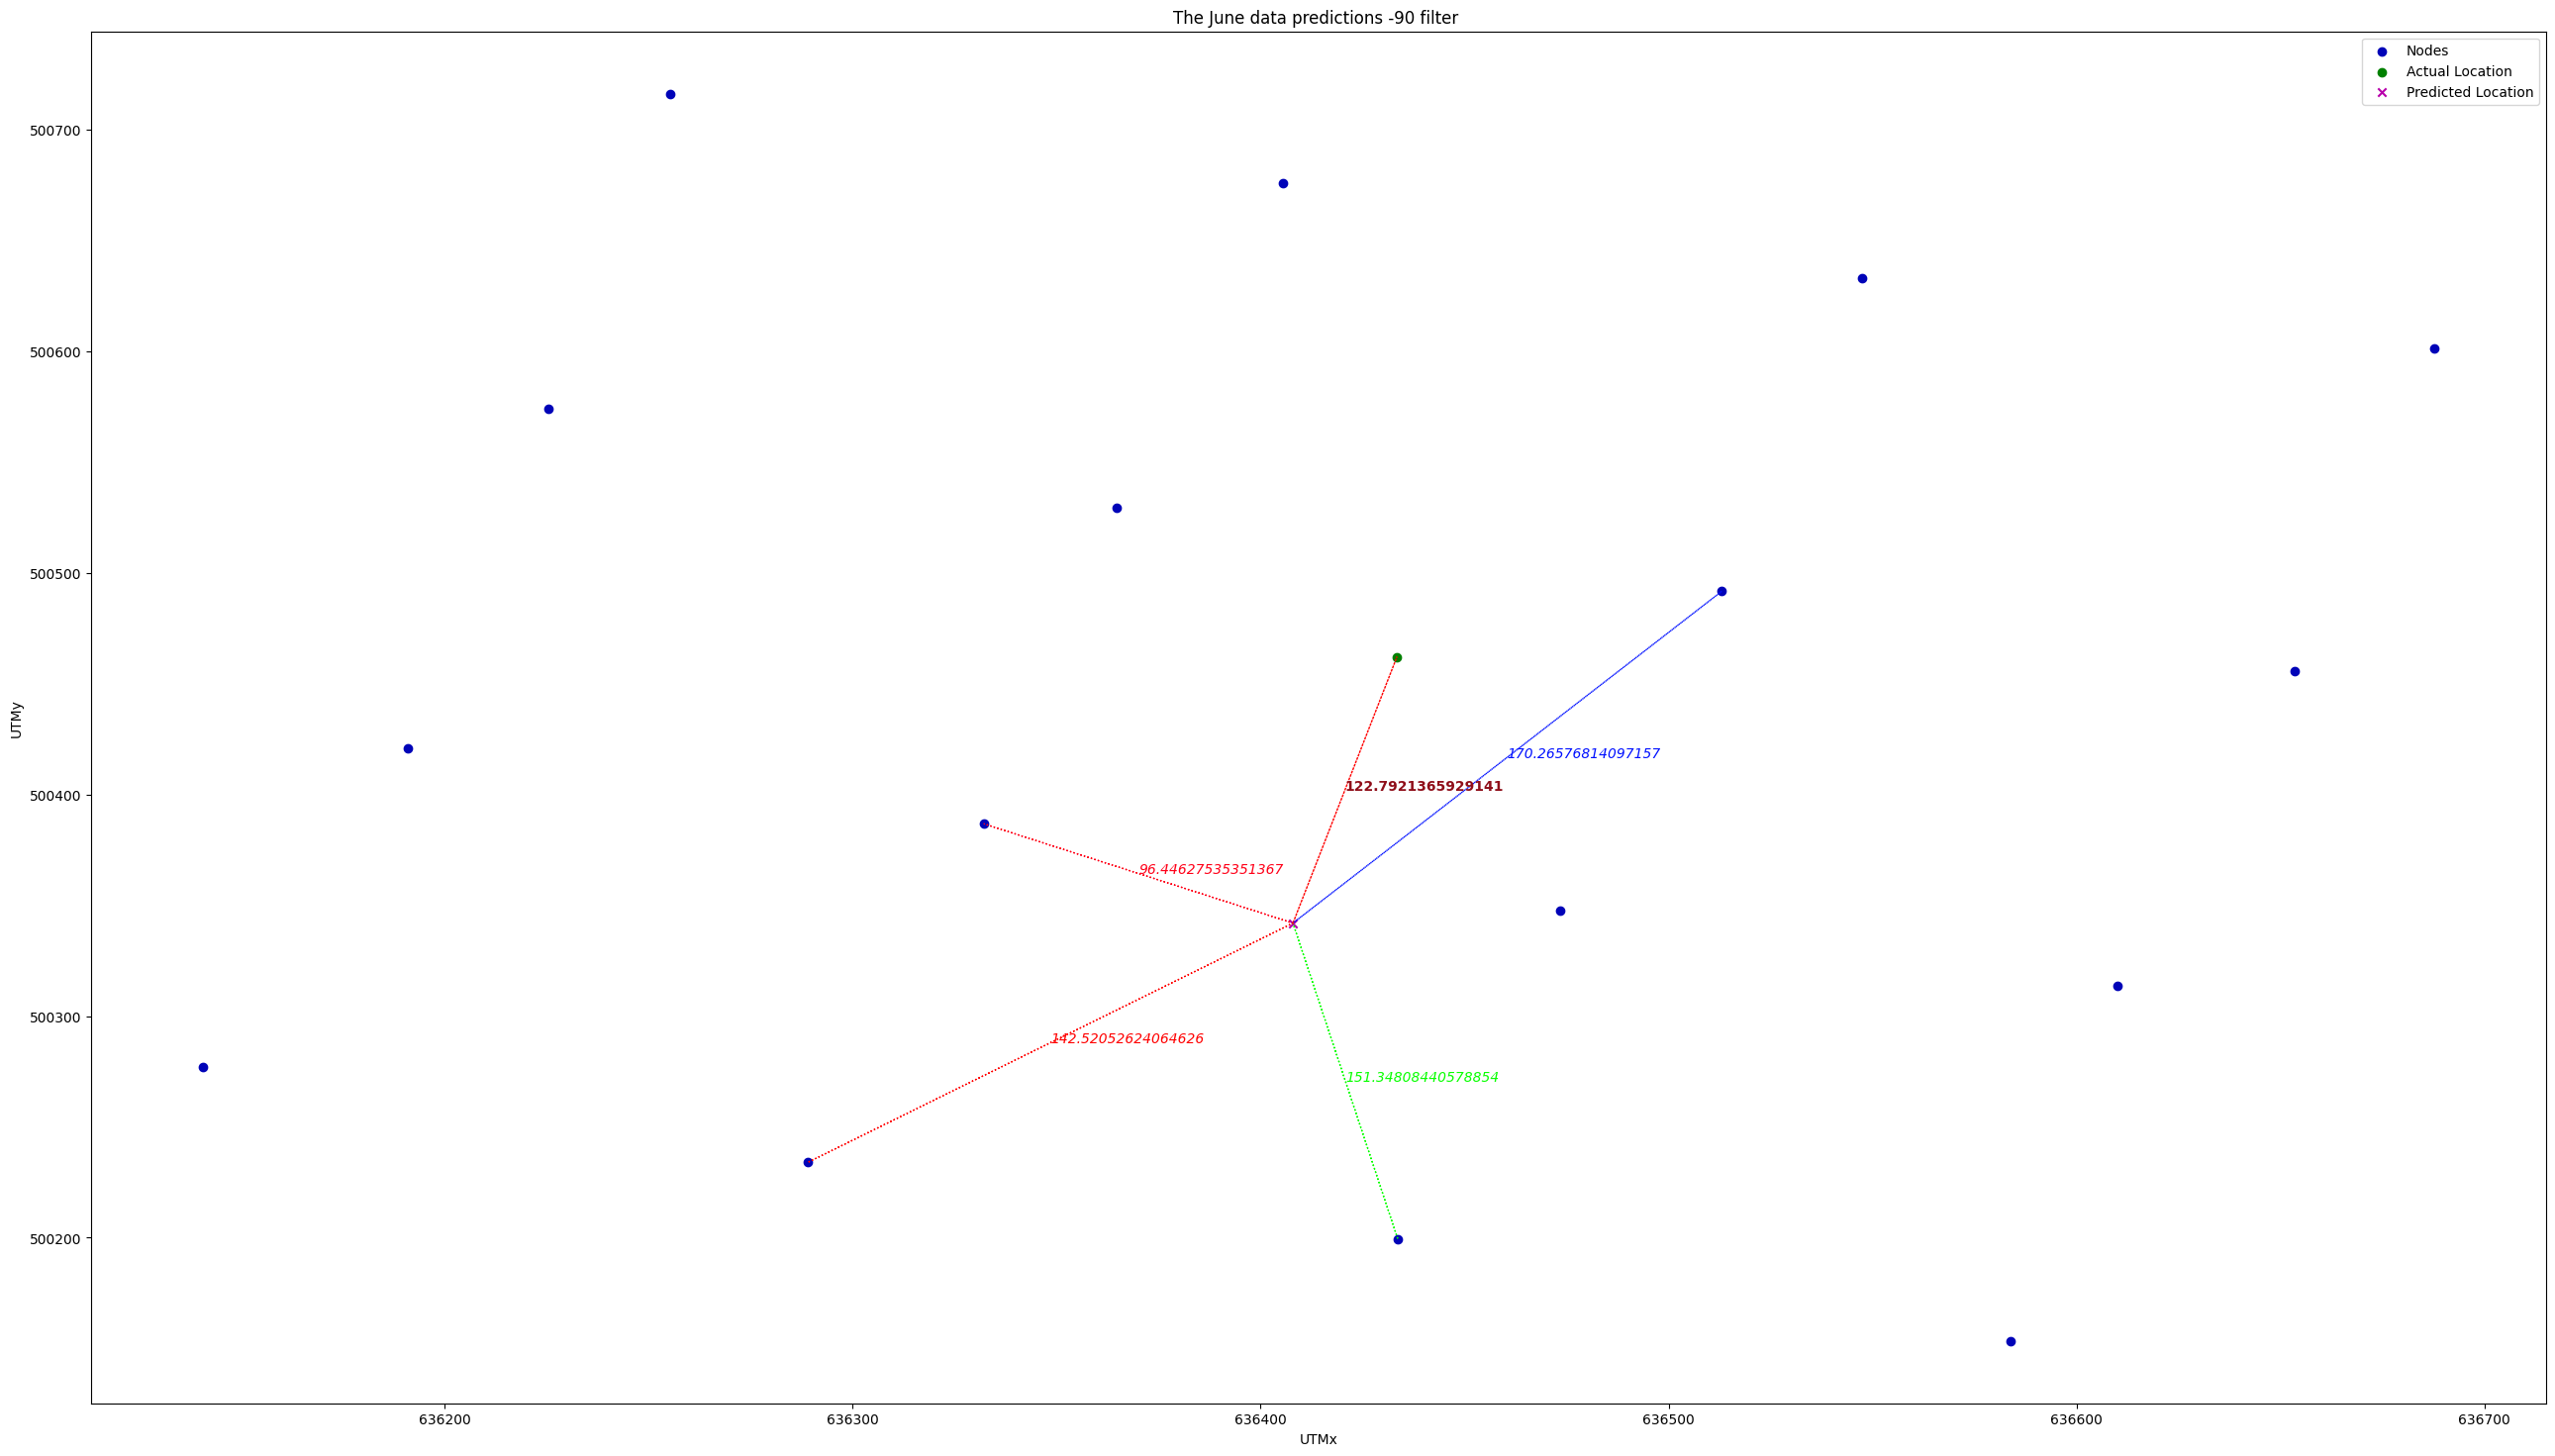 The June data predictions -90 filter
Nodes
Actual Location
Predicted Location
500700
500600
500500
500400
500300
500200
UTMy
170.26576814097157
122.7921365929141
96.44627535351367
142.52052624064626
151.34808440578854
636200
636300
636400
636500
636600
636700
UTMx